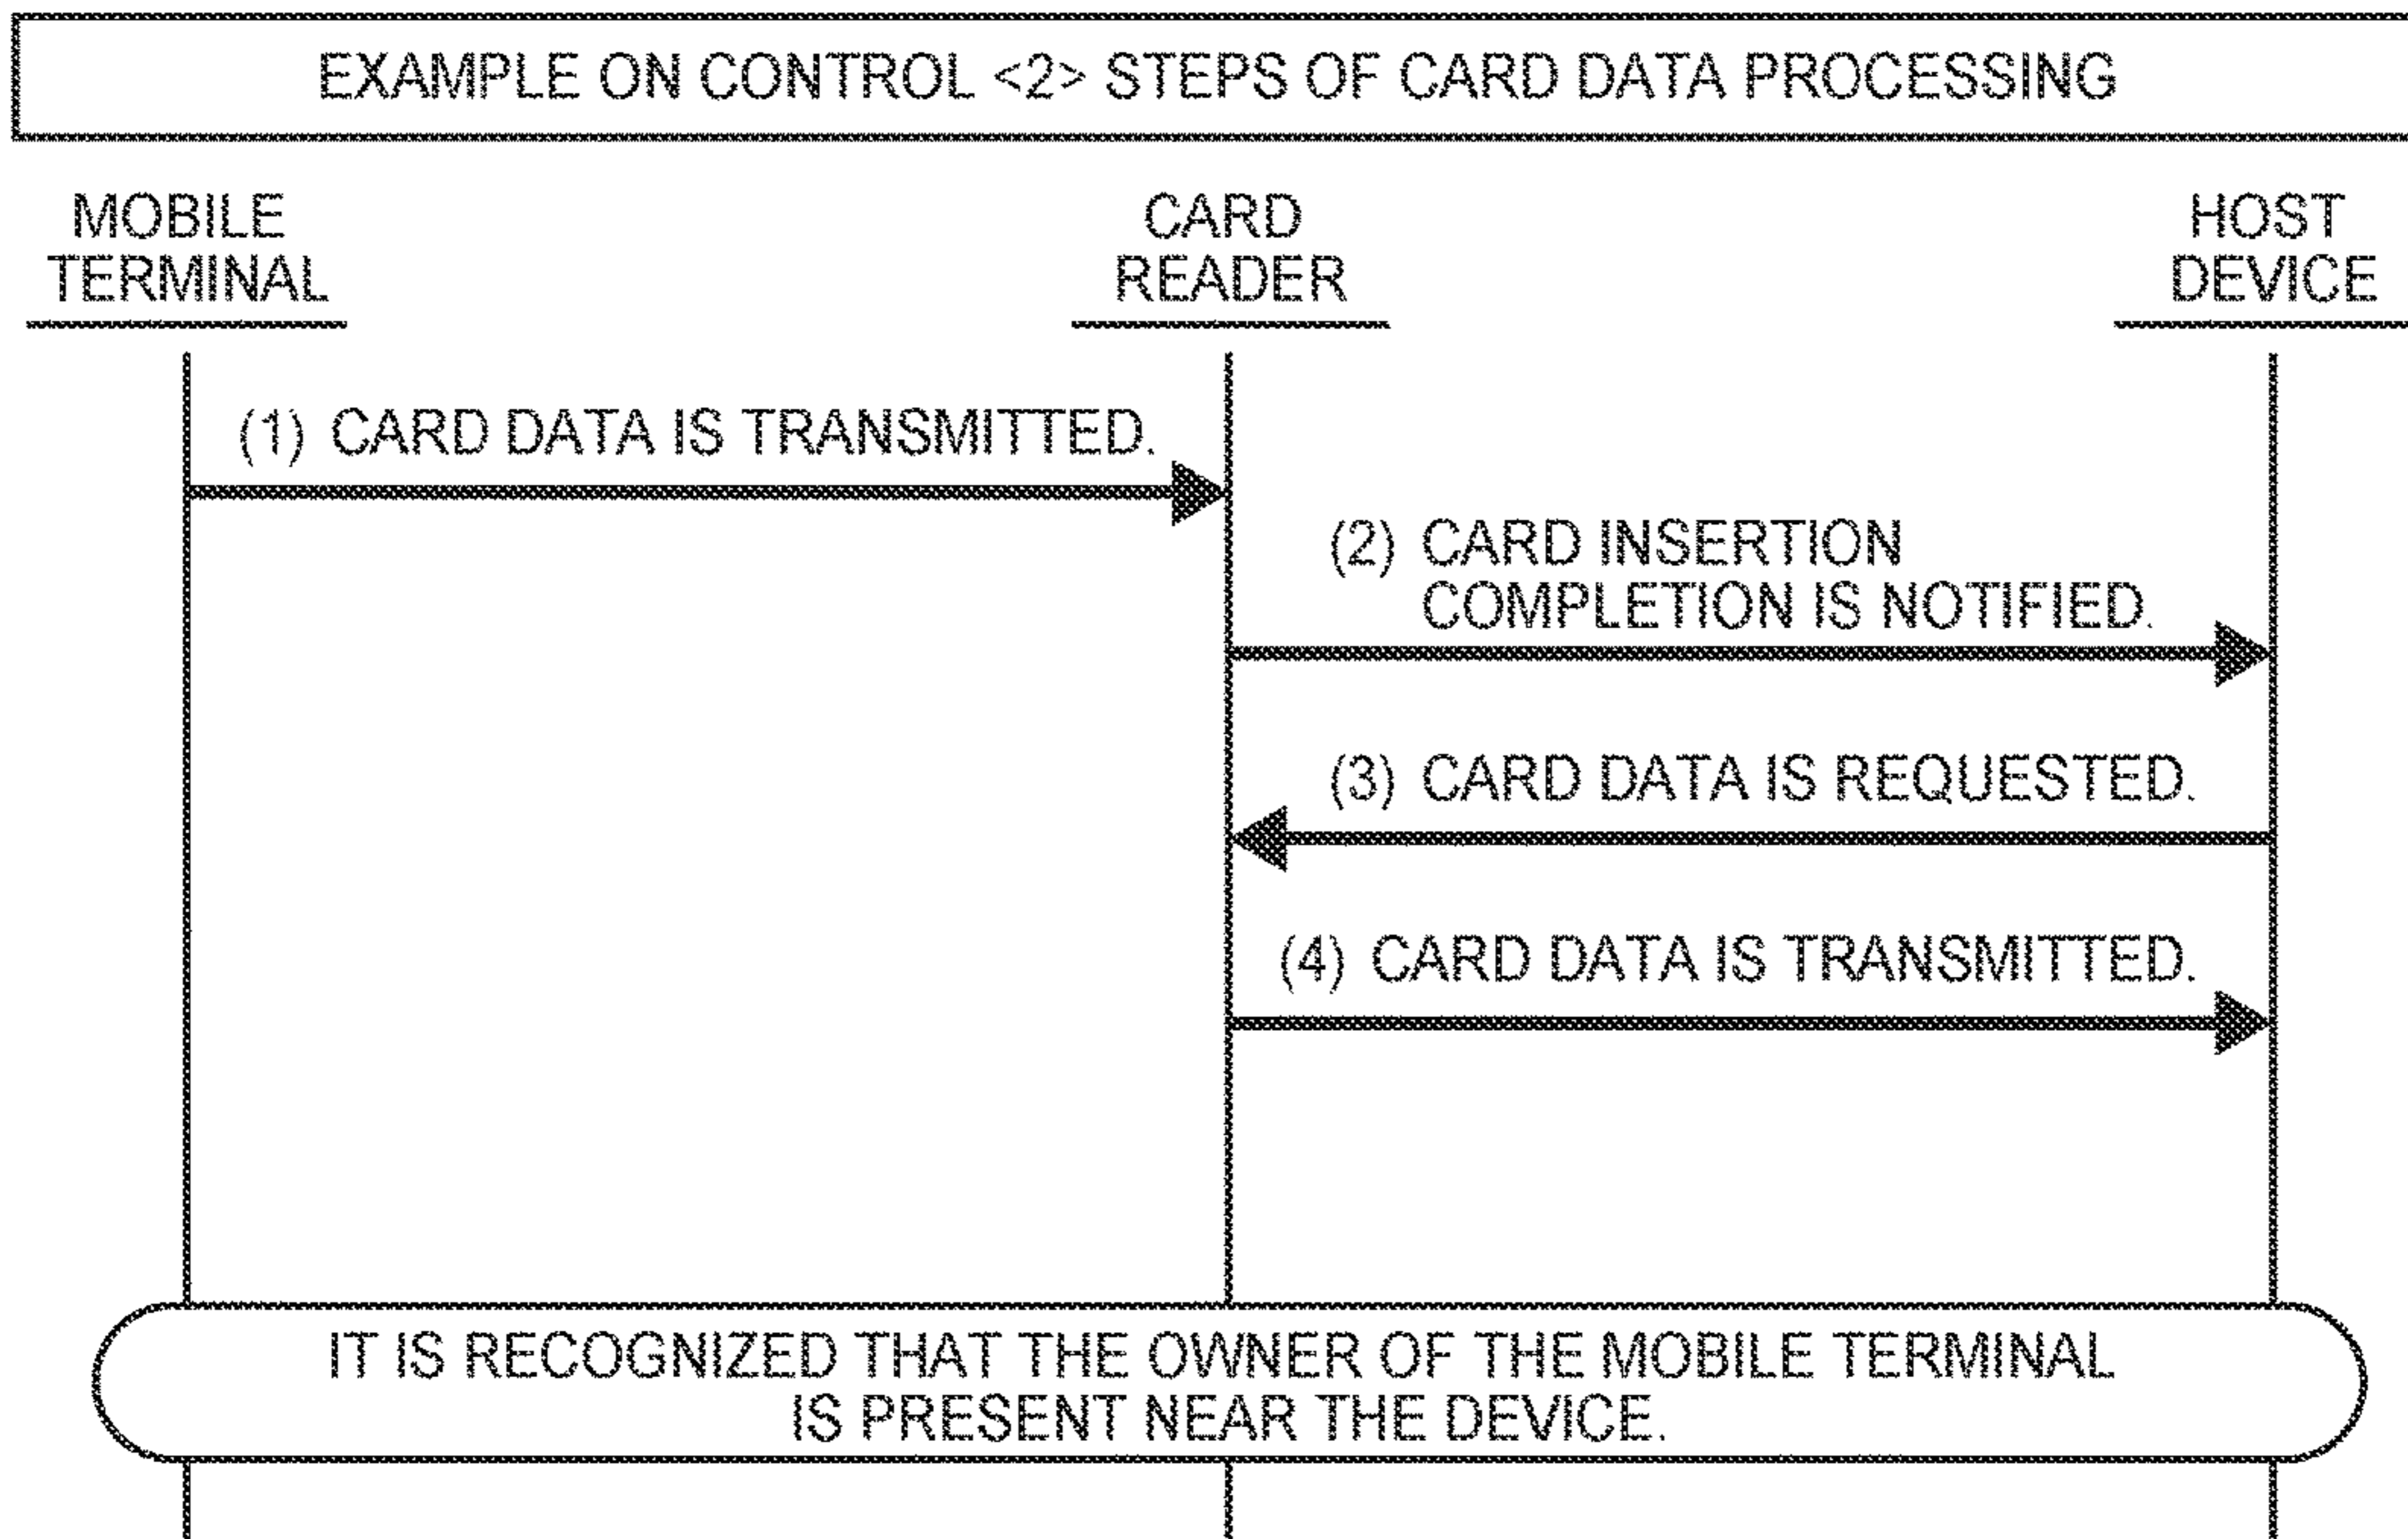 EXAMPLE ON CONTROL <2> STEPS OF CARD DATA PROCESSING
MOBILE
TERMINAL
CARD
READER
HOST
DEVICE
(1) CARD DATA IS TRANSMITTED.
(2) CARD INSERTION
COMPLETION IS NOTIFIED.
(3) CARD DATA IS REQUESTED.
(4) CARD DATA IS TRANSMITTED.
IT IS RECOGNIZED THAT THE OWNER OF THE MOBILE TERMINAL
IS PRESENT NEAR THE DEVICE.